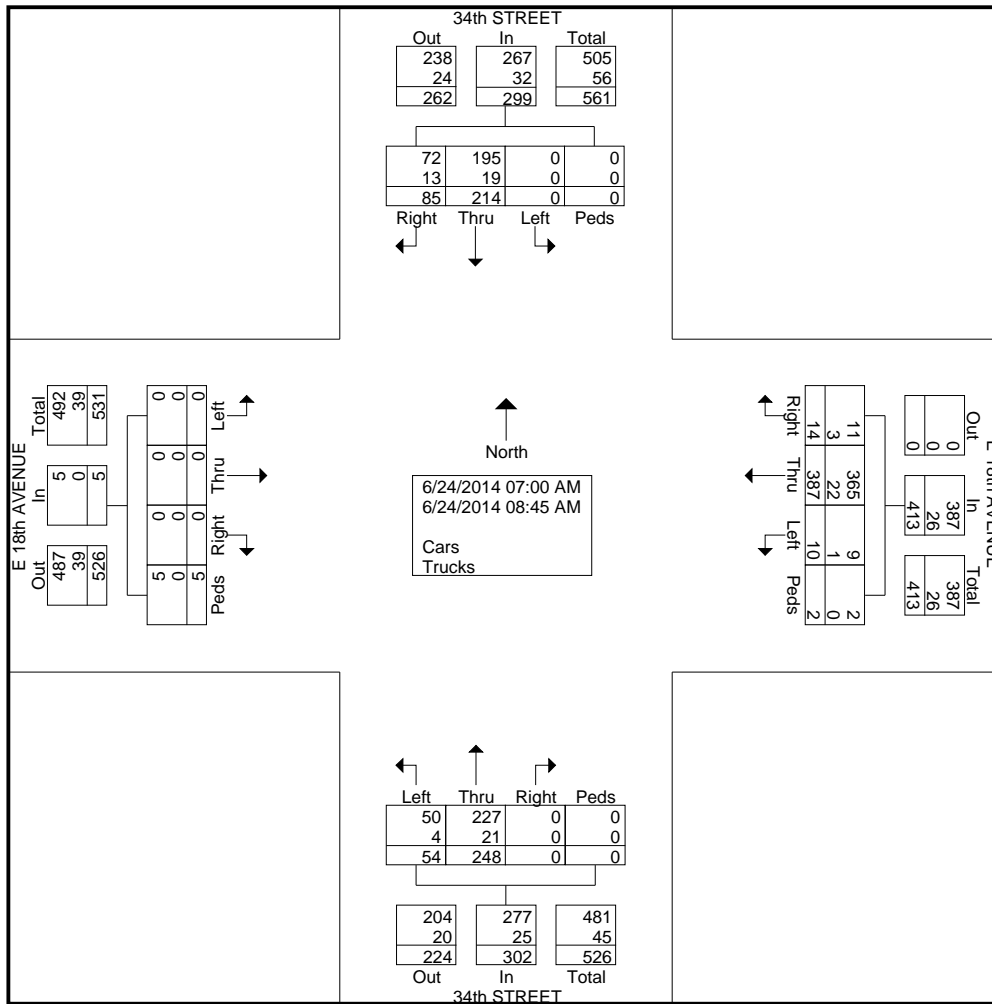 34th STREET
Out In Total
238 267 505
24 32 56
262 299 561
72 195 0 0
13 19 0 0
85 214 0 0
Right Thru Left Peds
E 18th AVENUE
Out In Total
487 5 492
39 0 39
526 5 531
5 0 0 0
0 0 0 0
5 0 0 0
Peds Right Thru Left
North
6/24/2014 07:00 AM
6/24/2014 08:45 AM
Cars
Trucks
E 18th AVENUE
Out In Total
0 387 387
0 26 26
0 413 413
11 365 9 2
3 22 1 0
14 387 10 2
Right Thru Left Peds
Left Thru Right Peds
50 227 0 0
4 21 0 0
54 248 0 0
204 277 481
20 25 45
224 302 526
Out In Total
34th STREET